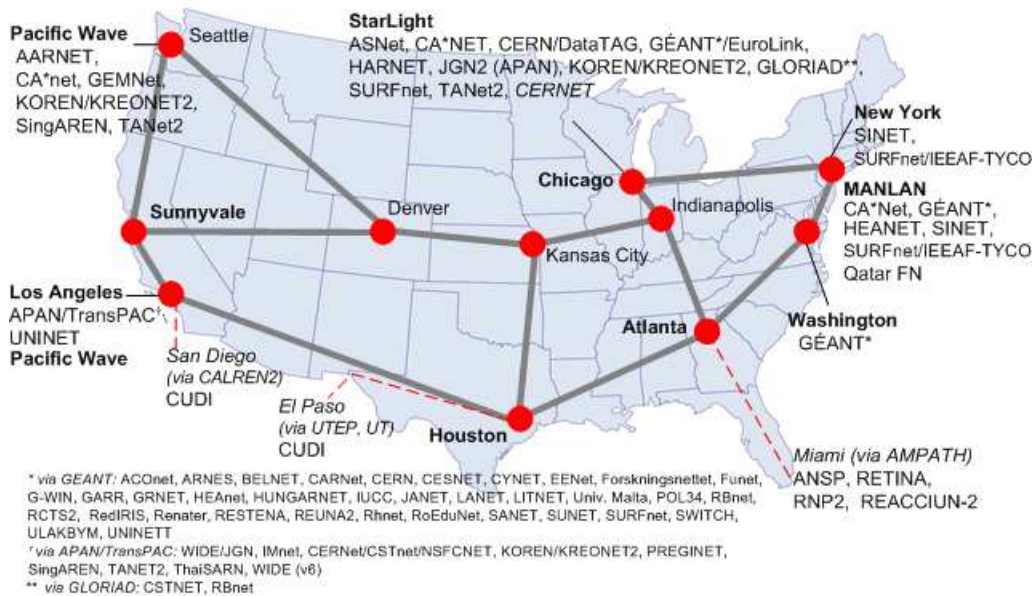 Pacific Wave
AARNET,
CA*net, GEMNet,
KOREN/KREONET2,
SingAREN, TANet2
Seattle
StarLight
ASNet, CA*NET, CERN/DataTAG, GÉANT*/EuroLink,
HARNET, JGN2 (APAN), KOREN/KREONET2, GLORIAD**,
SURFnet, TANet2, CERNET
New York
SINET,
SURFnet/IEEAF-TYCO
Chicago
MANLAN
CA*Net, GÉANT*,
HEANET, SINET,
SURFnet/IEEAF-TYCO
Qatar FN
Indianapolis
Sunnyvale
Denver
Kansas City
Los Angeles
APAN/TransPAC†
UNINET
Pacific Wave
Atlanta
Washington
GÉANT*
San Diego
(via CALREN2)
CUDI
El Paso
(via UTEP, UT)
CUDI
Houston
Miami (via AMPATH)
ANSP, RETINA,
RNP2, REACCIUN-2
* via GEANT: ACOnet, ARNES, BELNET, CARNet, CERN, CESNET, CYNET, EENet, Forskningsnettet, Funet,
G-WIN, GARR, GRNET, HEAnet, HUNGARNET, IUCC, JANET, LANET, LITNET, Univ. Malta, POL34, RBnet,
RCTS2, RedIRIS, Renater, RESTENA, REUNA2, Rhnet, RoEduNet, SANET, SUNET, SURFnet, SWITCH,
ULAKBYM, UNINETT
† via APAN/TransPAC: WIDE/JGN, IMnet, CERNet/CSTnet/NSFCNET, KOREN/KREONET2, PREGINET,
SingAREN, TANET2, ThaiSARN, WIDE (v6)
** via GLORIAD: CSTNET, RBnet